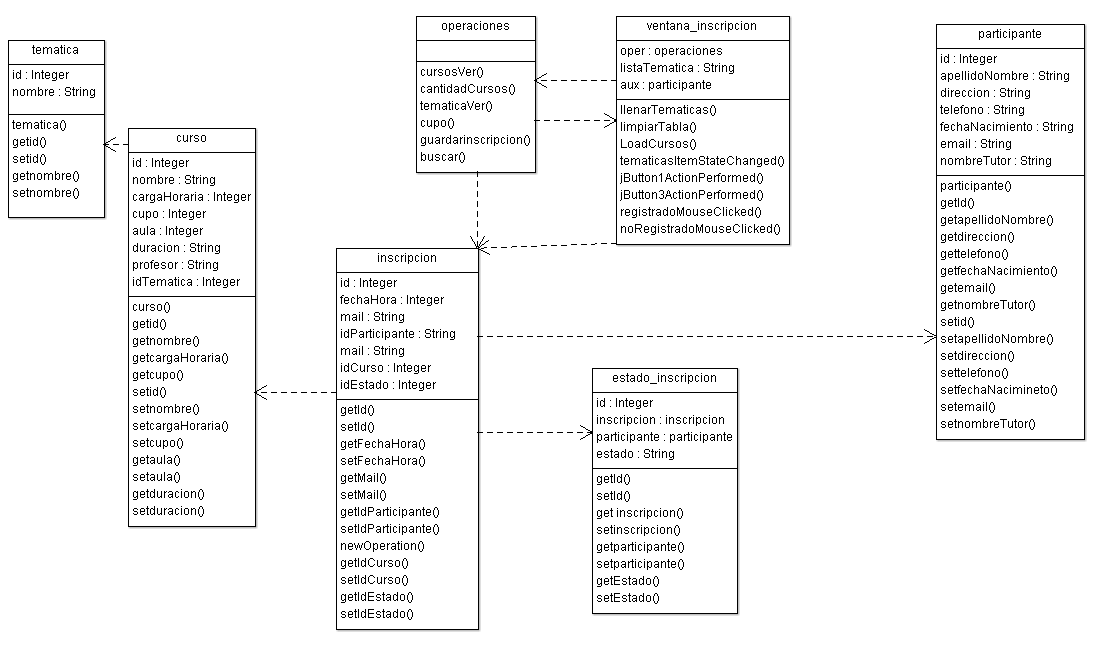 tematica
id : Integer
nombre : String
tematica()
getid()
setid()
getnombre()
setnombre()
curso
id : Integer
nombre : String
cargaHoraria : Integer
cupo : Integer
aula : Integer
duracion : String
profesor : String
idTematica : Integer
curso()
getid()
getnombre()
getcargaHoraria()
getcupo()
setid()
setnombre()
setcargaHoraria()
setcupo()
getaula()
setaula()
getduracion()
setduracion()
operaciones
cursosVer()
cantidadCursos()
tematicaVer()
cupo()
guardarinscripcion()
buscar()
ventana_inscripcion
oper : operaciones
listaTematica : String
aux : participante
llenarTematicas()
limpiarTabla()
LoadCursos()
tematicasItemStateChanged()
jButton1ActionPerformed()
jButton3ActionPerformed()
registradoMouseClicked()
noRegistradoMouseClicked()
inscripcion
id : Integer
fechaHora : Integer
mail : String
idParticipante : String
mail : String
idCurso : Integer
idEstado : Integer
getId()
setId()
getFechaHora()
setFechaHora()
getMail()
setMail()
getIdParticipante()
setIdParticipante()
newOperation()
getIdCurso()
setIdCurso()
getIdEstado()
setIdEstado()
estado_inscripcion
id : Integer
inscripcion : inscripcion
participante : participante
estado : String
getId()
setId()
get inscripcion()
setinscripcion()
getparticipante()
setparticipante()
getEstado()
setEstado()
participante
id : Integer
apellidoNombre : String
direccion : String
telefono : String
fechaNacimiento : String
email : String
nombreTutor : String
participante()
getId()
getapellidoNombre()
getdireccion()
gettelefono()
getfechaNacimiento()
getemail()
getnombreTutor()
setid()
setapellidoNombre()
setdireccion()
settelefono()
setfechaNacimineto()
setemail()
setnombreTutor()